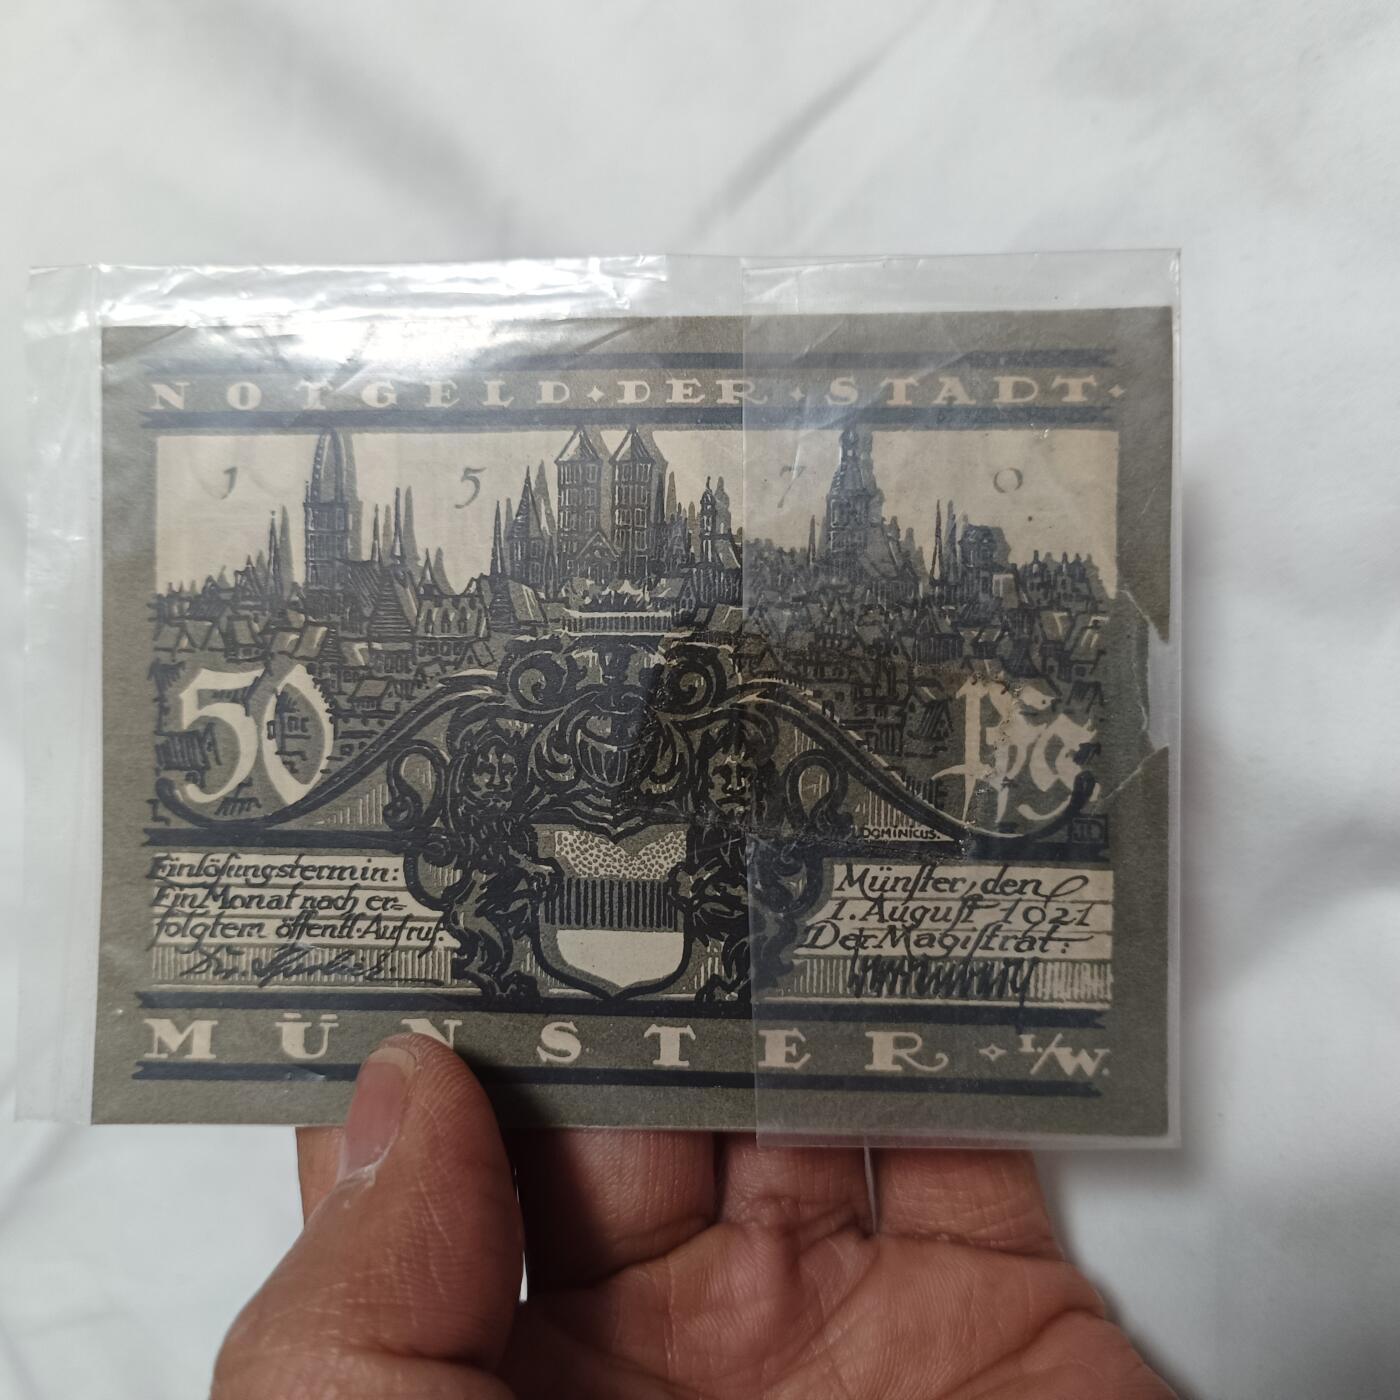 NOTGELD·DER·STADT·
1 5 7 0
50 Pfg
DOMINICUS.
Einlösungstermin:
Ein Monat nach er=
folgtem öffentl. Aufruf.
Münſter, den
1. Auguſt 1921
Der Magiſtrat:
MÜNSTER · i/W.